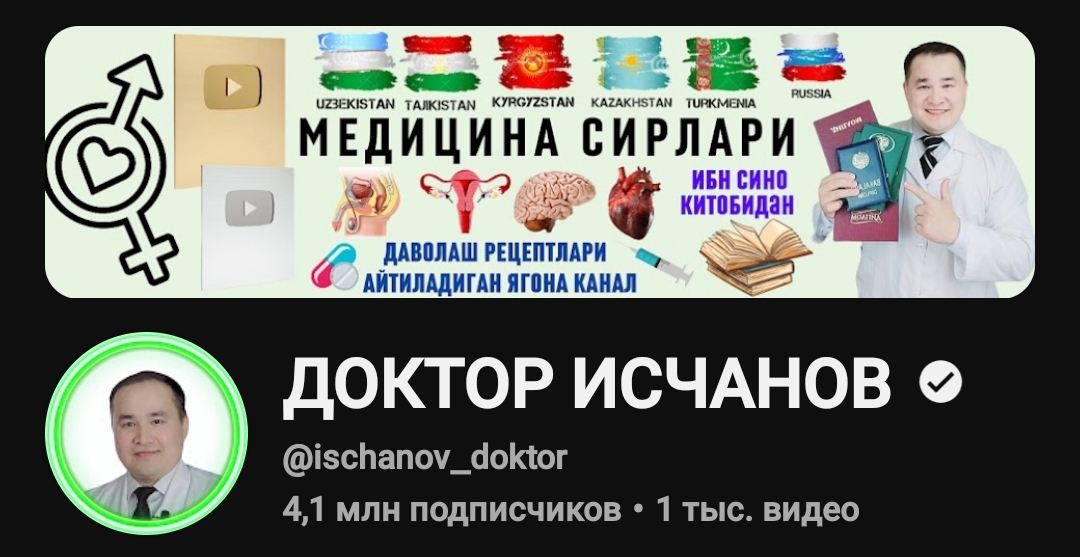 UZBEKISTAN TAJIKISTAN KYRGYZSTAN KAZAKHSTAN TURKMENIA RUSSIA
МЕДИЦИНА СИРЛАРИ
ИБН СИНО
КИТОБИДАН
ДАВОЛАШ РЕЦЕПТЛАРИ
АЙТИЛАДИГАН ЯГОНА КАНАЛ
ДОКТОР ИСЧАНОВ
@ischanov_doktor
4,1 млн подписчиков • 1 тыс. видео